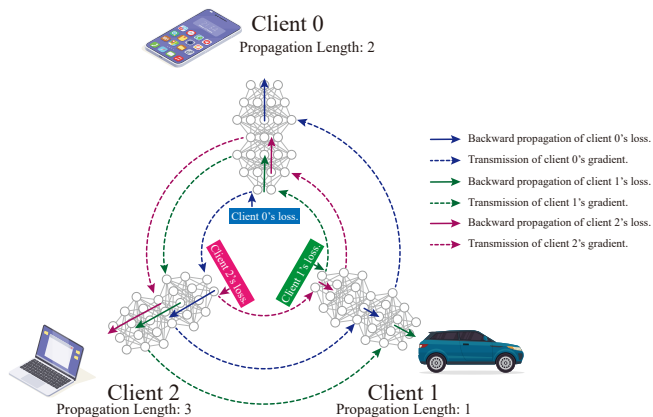 Client 0
Propagation Length: 2
Backward propagation of client 0's loss.
Transmission of client 0's gradient.
Backward propagation of client 1's loss.
Transmission of client 1's gradient.
Backward propagation of client 2's loss.
Transmission of client 2's gradient.
Client 0's loss.
Client 2's loss.
Client 1's loss.
Client 2
Propagation Length: 3
Client 1
Propagation Length: 1